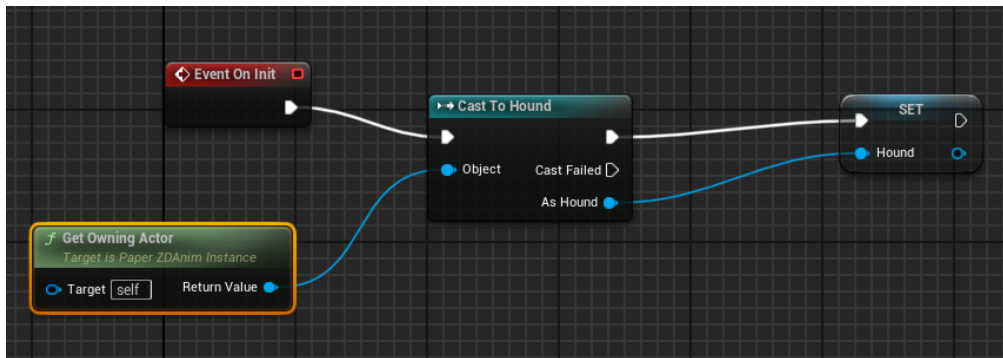 Event On Init
Cast To Hound
Object
Cast Failed
As Hound
SET
Hound
f Get Owning Actor
Target is Paper ZDAnim Instance
Target self
Return Value